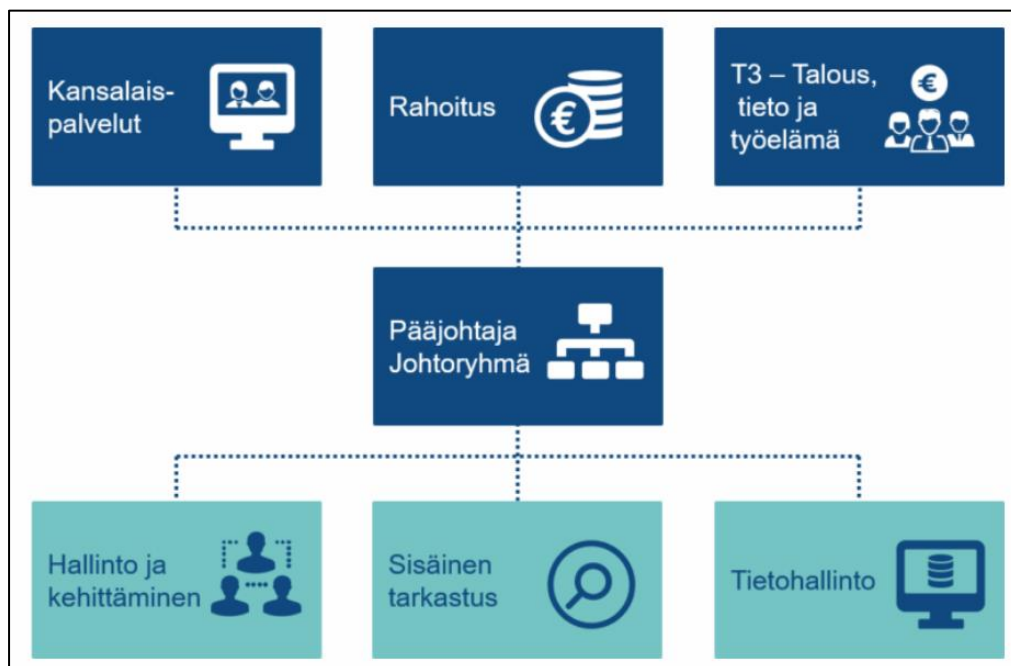 Kansalais-
palvelut
Rahoitus
€
T3 – Talous,
tieto ja
työelämä
€
Pääjohtaja
Johtoryhmä
Hallinto ja
kehittäminen
Sisäinen
tarkastus
Tietohallinto